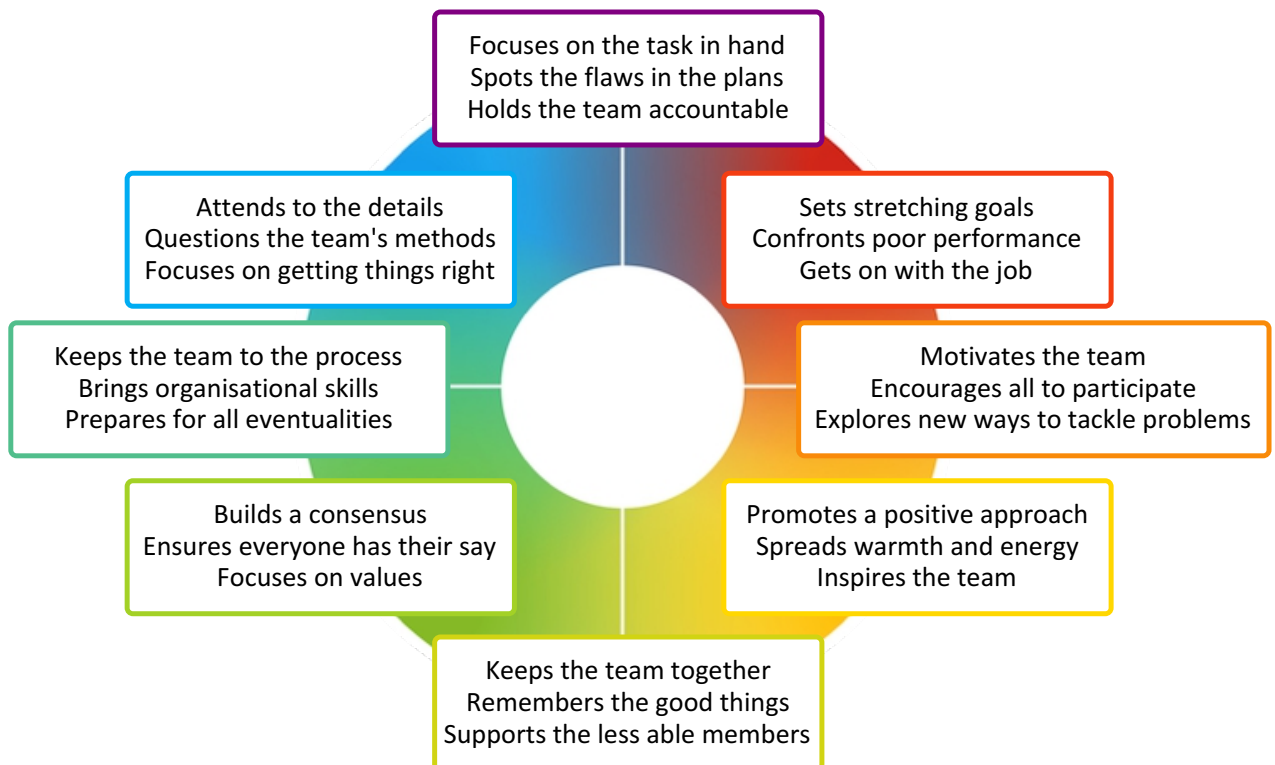 Focuses on the task in hand
Spots the flaws in the plans
Holds the team accountable
Attends to the details
Questions the team's methods
Focuses on getting things right
Sets stretching goals
Confronts poor performance
Gets on with the job
Keeps the team to the process
Brings organisational skills
Prepares for all eventualities
Motivates the team
Encourages all to participate
Explores new ways to tackle problems
Builds a consensus
Ensures everyone has their say
Focuses on values
Promotes a positive approach
Spreads warmth and energy
Inspires the team
Keeps the team together
Remembers the good things
Supports the less able members